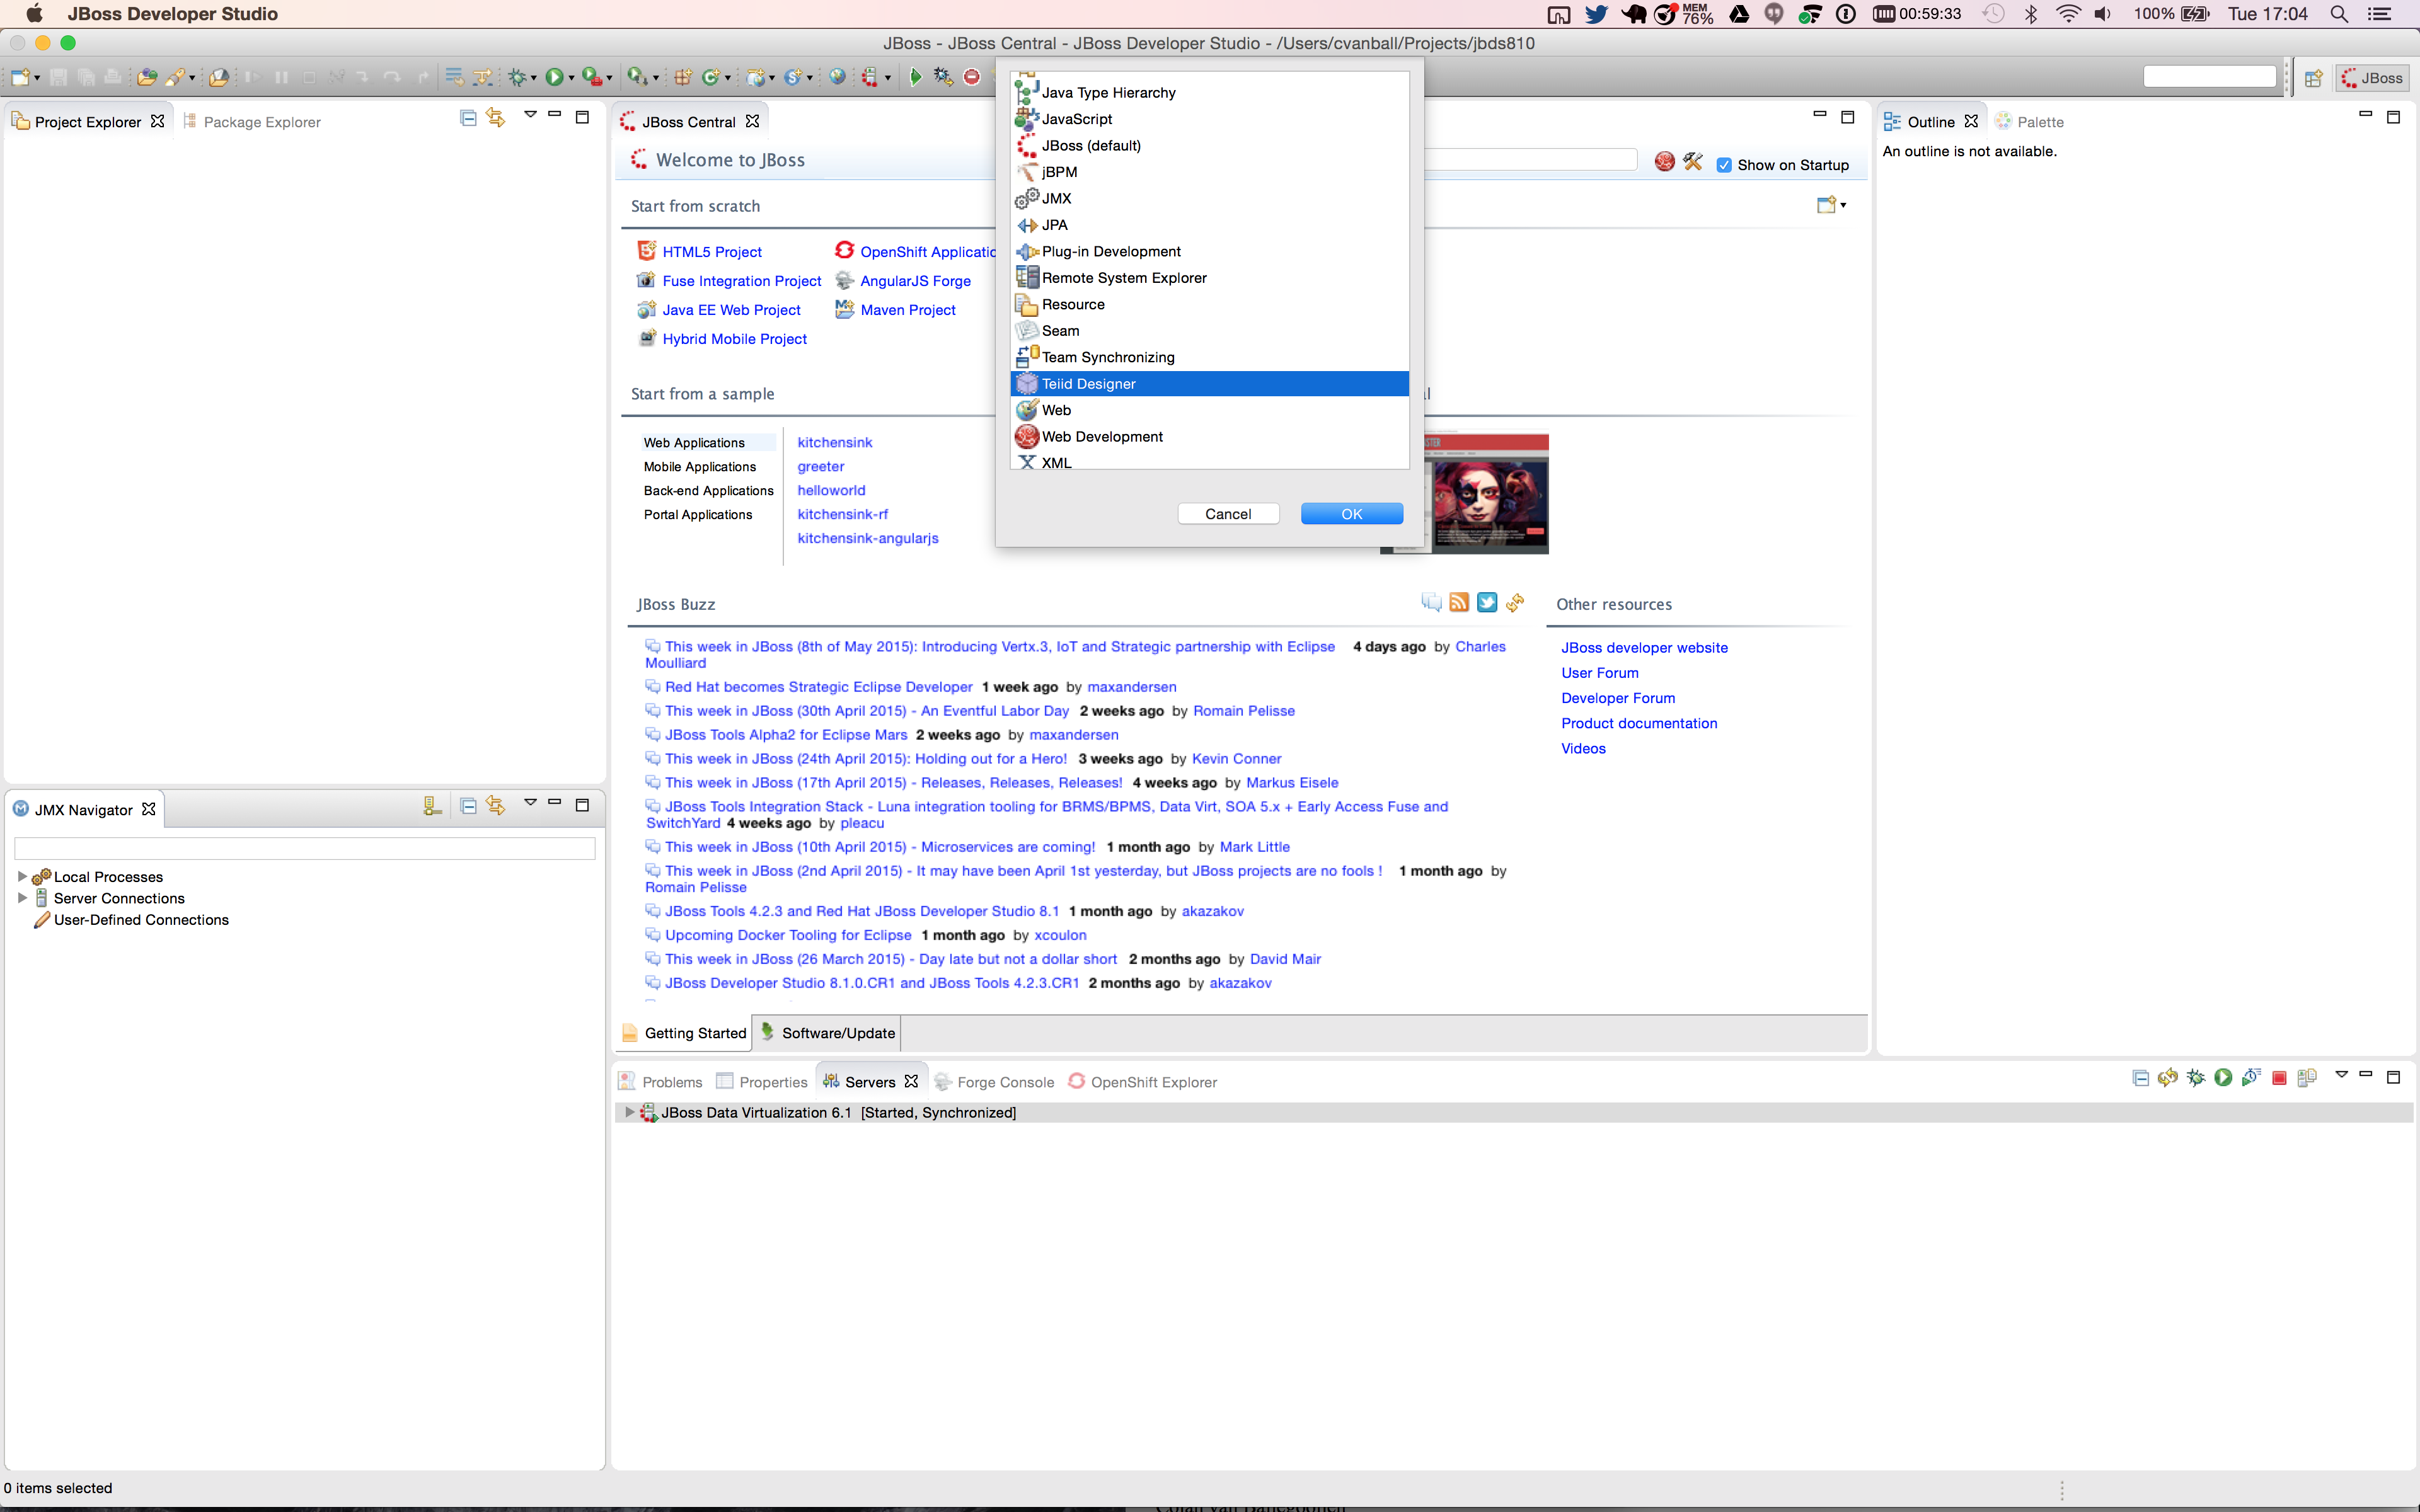 JBoss Developer Studio
MEM 76%
00:59:33
100%
Tue 17:04
JBoss - JBoss Central - JBoss Developer Studio - /Users/cvanball/Projects/jbds810
JBoss
Project Explorer
Package Explorer
JBoss Central
Outline
Palette
An outline is not available.
Welcome to JBoss
Show on Startup
Start from scratch
HTML5 Project
OpenShift Applicatio
Fuse Integration Project
AngularJS Forge
Java EE Web Project
Maven Project
Hybrid Mobile Project
Java Type Hierarchy
JavaScript
JBoss (default)
jBPM
JMX
JPA
Plug-in Development
Remote System Explorer
Resource
Seam
Team Synchronizing
Teiid Designer
Web
Web Development
XML
Cancel
OK
Start from a sample
Web Applications
Mobile Applications
Back-end Applications
Portal Applications
kitchensink
greeter
helloworld
kitchensink-rf
kitchensink-angularjs
JBoss Buzz
This week in JBoss (8th of May 2015): Introducing Vertx.3, IoT and Strategic partnership with Eclipse 4 days ago by Charles
Moulliard
Red Hat becomes Strategic Eclipse Developer 1 week ago by maxandersen
This week in JBoss (30th April 2015) - An Eventful Labor Day 2 weeks ago by Romain Pelisse
JBoss Tools Alpha2 for Eclipse Mars 2 weeks ago by maxandersen
This week in JBoss (24th April 2015): Holding out for a Hero! 3 weeks ago by Kevin Conner
This week in JBoss (17th April 2015) - Releases, Releases, Releases! 4 weeks ago by Markus Eisele
JBoss Tools Integration Stack - Luna integration tooling for BRMS/BPMS, Data Virt, SOA 5.x + Early Access Fuse and
SwitchYard 4 weeks ago by pleacu
This week in JBoss (10th April 2015) - Microservices are coming! 1 month ago by Mark Little
This week in JBoss (2nd April 2015) - It may have been April 1st yesterday, but JBoss projects are no fools ! 1 month ago by
Romain Pelisse
JBoss Tools 4.2.3 and Red Hat JBoss Developer Studio 8.1 1 month ago by akazakov
Upcoming Docker Tooling for Eclipse 1 month ago by xcoulon
This week in JBoss (26 March 2015) - Day late but not a dollar short 2 months ago by David Mair
JBoss Developer Studio 8.1.0.CR1 and JBoss Tools 4.2.3.CR1 2 months ago by akazakov
Other resources
JBoss developer website
User Forum
Developer Forum
Product documentation
Videos
JMX Navigator
Local Processes
Server Connections
User-Defined Connections
Getting Started
Software/Update
Problems
Properties
Servers
Forge Console
OpenShift Explorer
JBoss Data Virtualization 6.1 [Started, Synchronized]
0 items selected